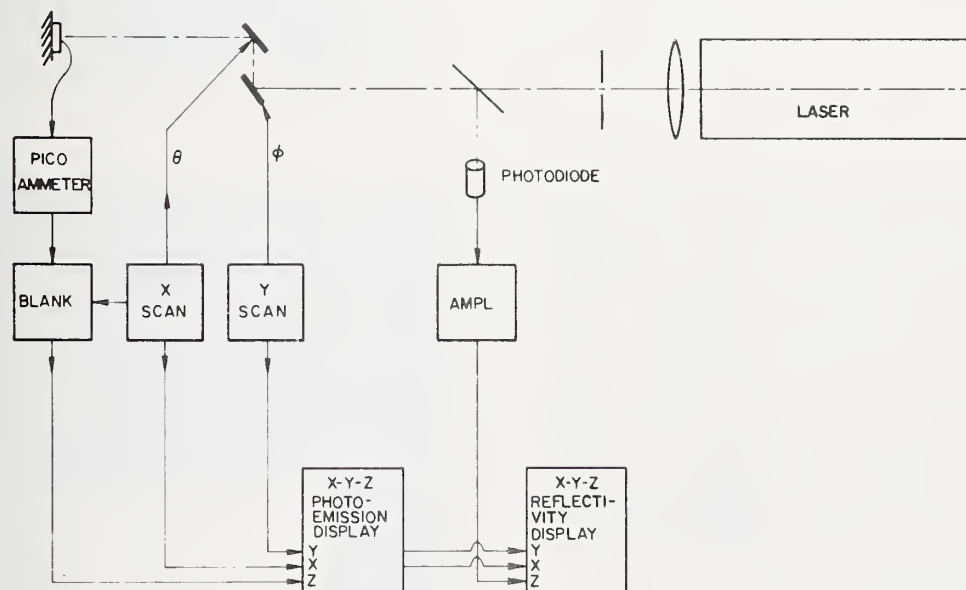 LASER
θ
φ
PICO
AMMETER
PHOTODIODE
BLANK
X
SCAN
Y
SCAN
AMPL
X-Y-Z
PHOTO-
EMISSION
DISPLAY
Y
X
Z
X-Y-Z
REFLECTI-
VITY
DISPLAY
Y
X
Z